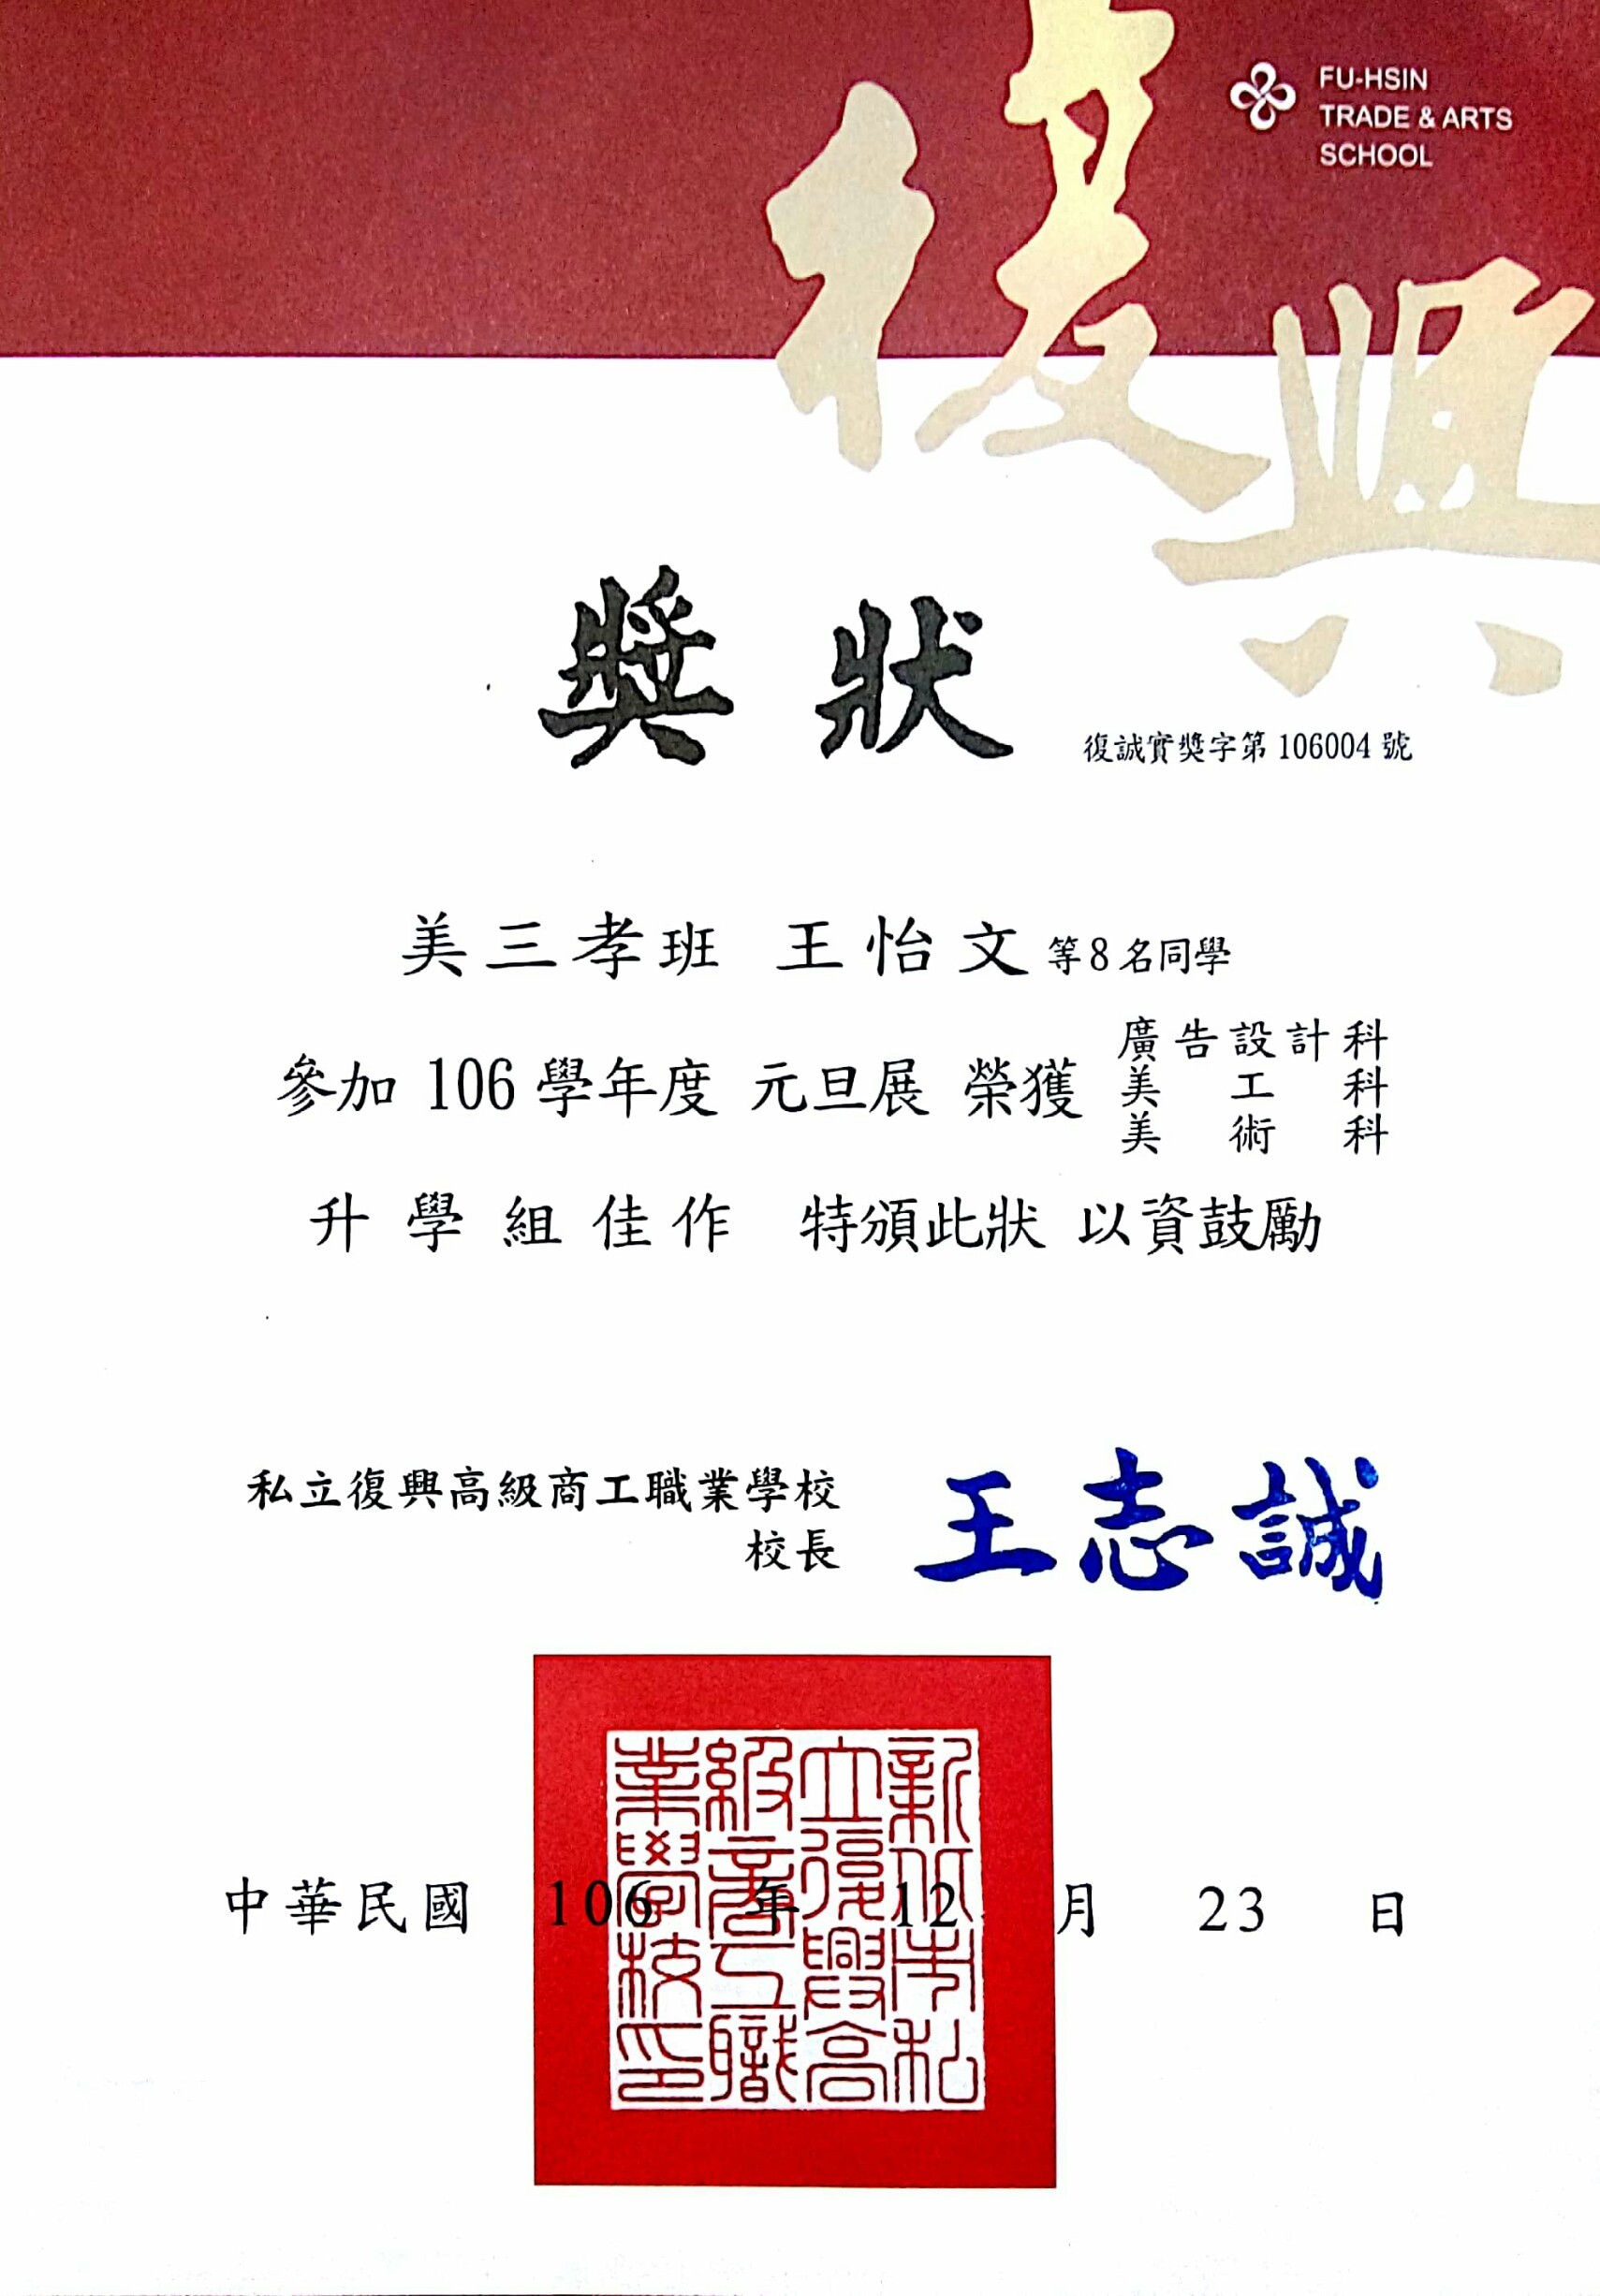 復興
FU-HSIN
TRADE & ARTS
SCHOOL
獎狀
復誠實獎字第 106004 號
美三孝班 王怡文等8名同學
參加 106 學年度 元旦展 榮獲
廣告設計科
美工科
美術科
升學組佳作 特頒此狀 以資鼓勵
私立復興高級商工職業學校
校長 王志誠
中華民國 106 年 12 月 23 日
新北市私
立復興高
級商工職
業學校印